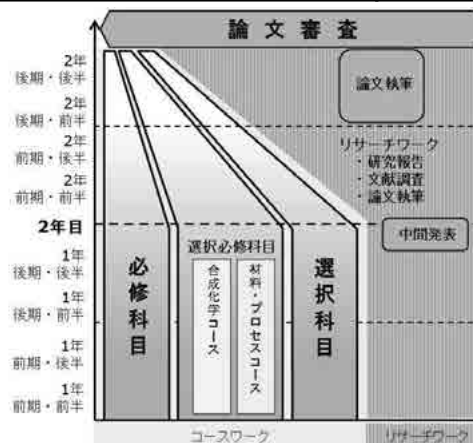 論文審査
2年
後期・後半
2年
後期・前半
2年
前期・後半
2年
前期・前半
2年目
1年
後期・後半
1年
後期・前半
1年
前期・後半
1年
前期・前半
論文執筆
リサーチワーク
・研究報告
・文献調査
・論文執筆
中間発表
必修科目
選択必修科目
合成化学コース
材料・プロセスコース
選択科目
コースワーク
リサーチワーク